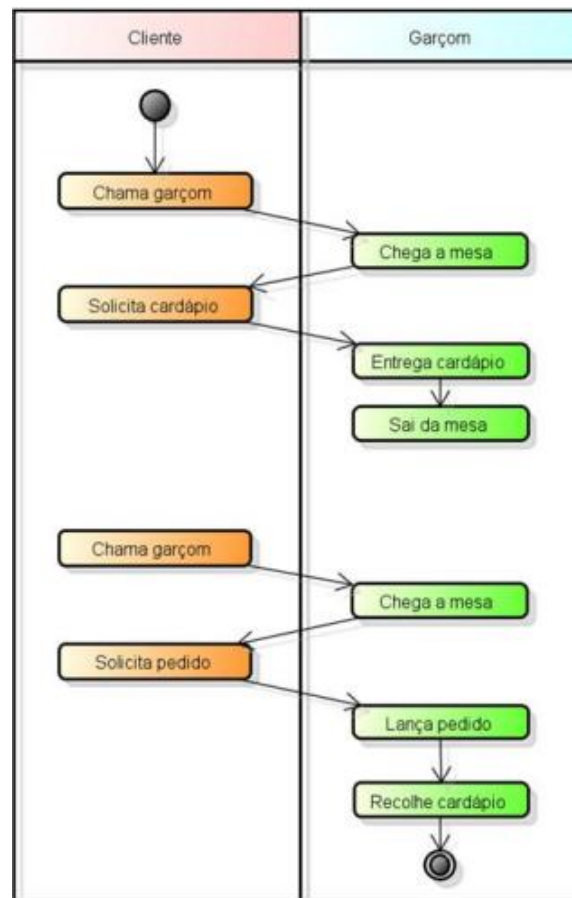 Cliente
Garçom
Chama garçom
Chega a mesa
Solicita cardápio
Entrega cardápio
Sai da mesa
Chama garçom
Chega a mesa
Solicita pedido
Lança pedido
Recolhe cardápio